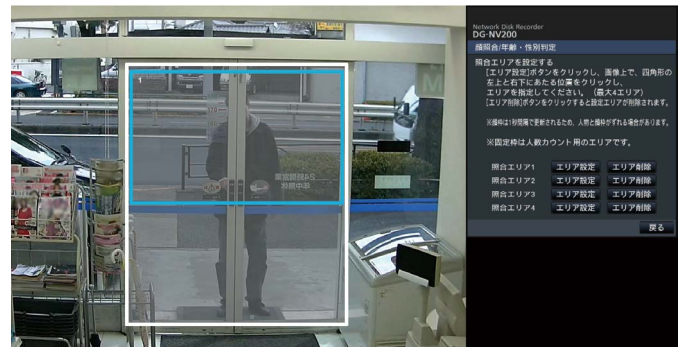 Network Disk Recorder
DG-NV200
顔照合/年齢・性別判定
照合エリアを設定する
[エリア設定]ボタンをクリックし、画像上で、四角形の
左上と右下にあたる位置をクリックし、
エリアを指定してください。（最大4エリア）
[エリア削除]ボタンをクリックすると設定エリアが削除されます。
※顔枠は1秒間隔で更新されるため、人物と顔枠がずれる場合があります。
※固定枠は人数カウント用のエリアです。
照合エリア1 エリア設定 エリア削除
照合エリア2 エリア設定 エリア削除
照合エリア3 エリア設定 エリア削除
照合エリア4 エリア設定 エリア削除
戻る
1